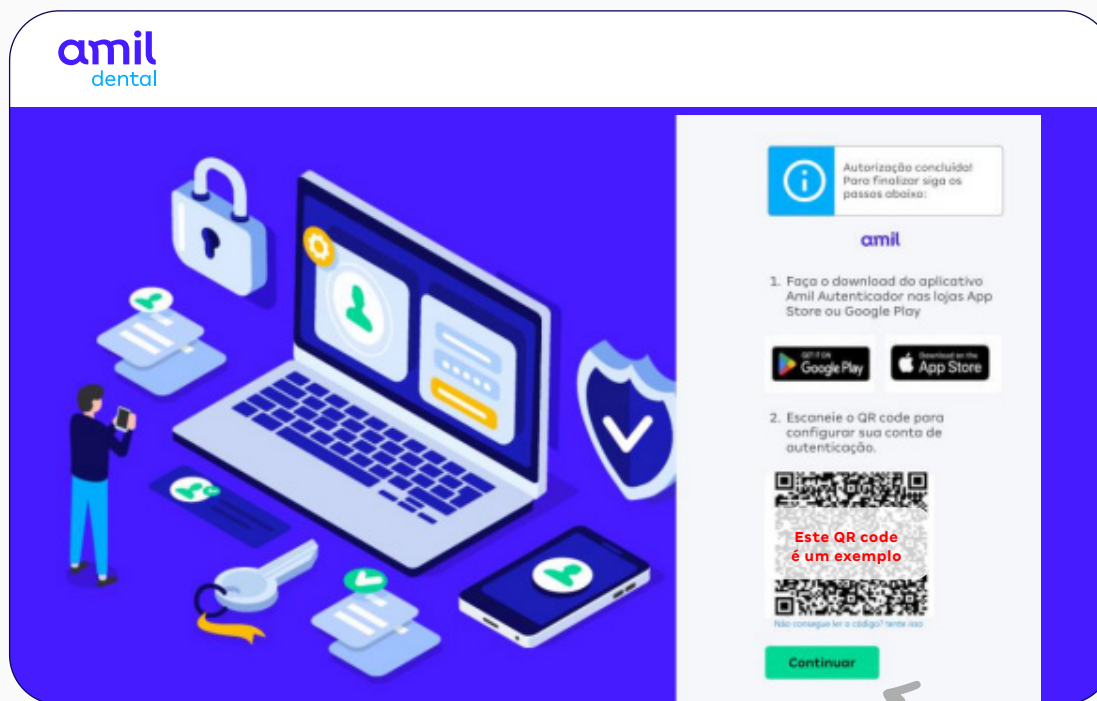 amil
dental
Autorização concluída!
Para finalizar siga os
passos abaixo:
amil
1. Faça o download do aplicativo
Amil Autenticador nas lojas App
Store ou Google Play
GET IT ON
Google Play
Download on the
App Store
2. Escaneie o QR code para
configurar sua conta de
autenticação.
Este QR code
é um exemplo
Não consegue ler o código? tente isso
Continuar